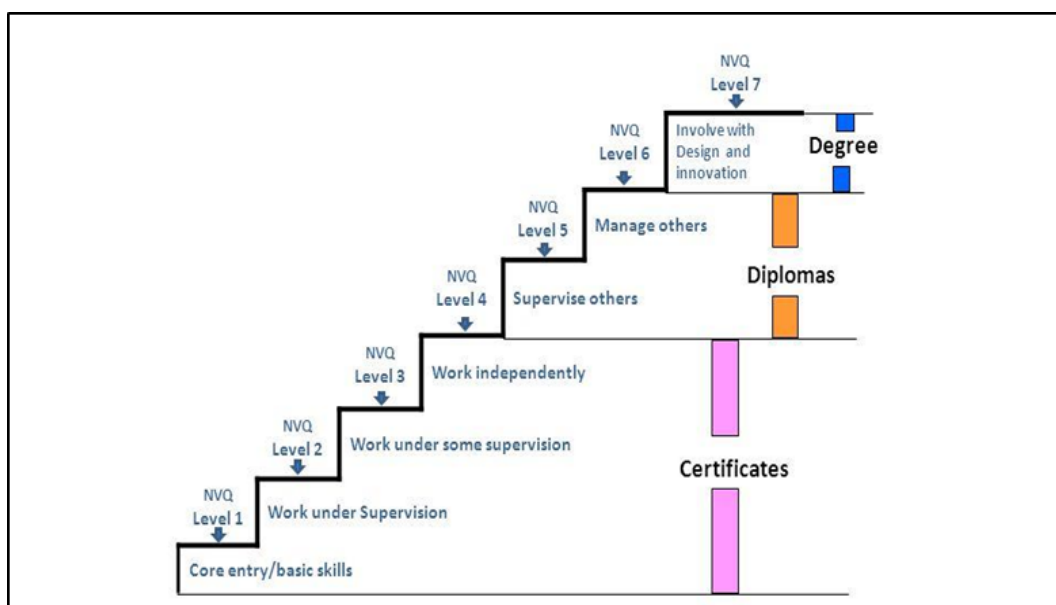 NVQ
Level 7
NVQ
Level 6
Involve with
Design and
innovation
Degree
NVQ
Level 5
Manage others
NVQ
Level 4
Supervise others
Diplomas
NVQ
Level 3
Work independently
NVQ
Level 2
Work under some supervision
Certificates
NVQ
Level 1
Work under Supervision
Core entry/basic skills